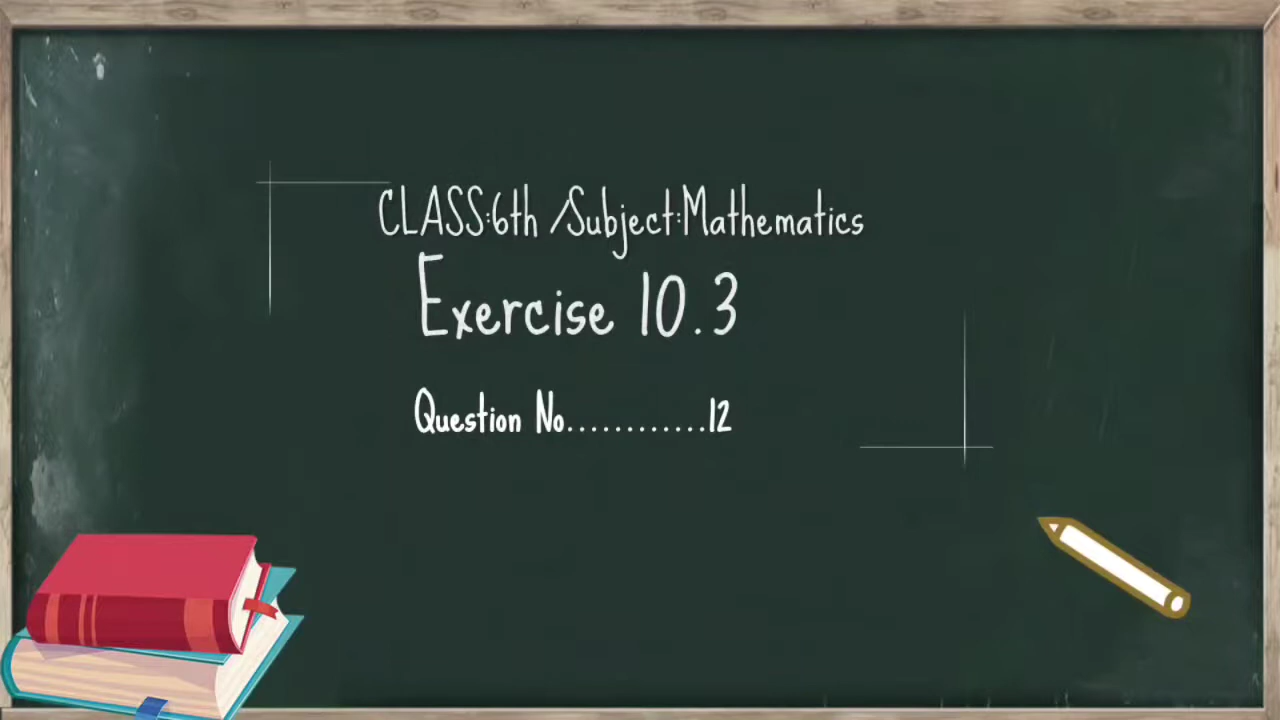 CLASS:6th /Subject:Mathematics
Exercise 10.3
Question No............12